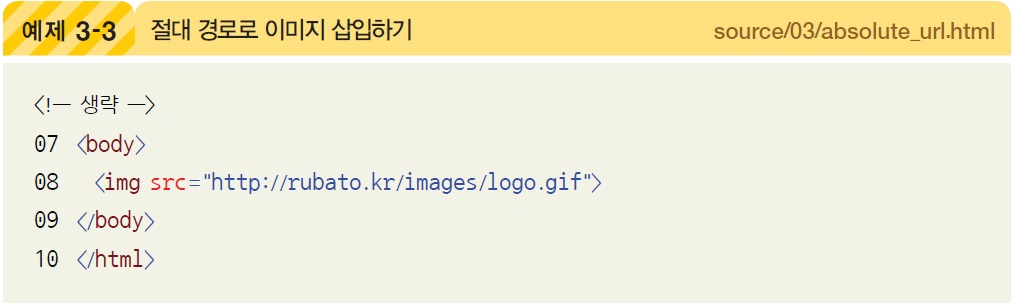 예제 3-3 절대 경로로 이미지 삽입하기 source/03/absolute_url.html
<!— 생략 —>
07 <body>
08 <img src="http://rubato.kr/images/logo.gif">
09 </body>
10 </html>